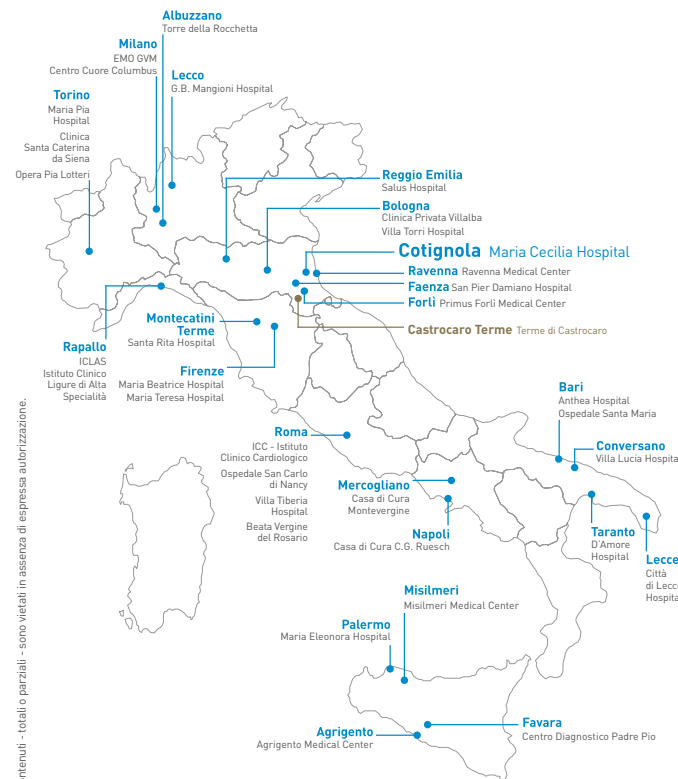 Albuzzano
Torre della Rocchetta
Milano
EMO GVM
Centro Cuore Columbus
Lecco
G.B. Mangioni Hospital
Torino
Maria Pia
Hospital
Clinica
Santa Caterina
da Siena
Opera Pia Lotteri
Reggio Emilia
Salus Hospital
Bologna
Clinica Privata Villalba
Villa Torri Hospital
Cotignola Maria Cecilia Hospital
Ravenna Ravenna Medical Center
Faenza San Pier Damiano Hospital
Forlì Primus Forlì Medical Center
Castrocaro Terme Terme di Castrocaro
Montecatini
Terme
Santa Rita Hospital
Rapallo
ICLAS
Istituto Clinico
Ligure di Alta
Specialità
Firenze
Maria Beatrice Hospital
Maria Teresa Hospital
Bari
Anthea Hospital
Ospedale Santa Maria
Conversano
Villa Lucia Hospita
Roma
ICC - Istituto
Clinico Cardiologico
Ospedale San Carlo
di Nancy
Villa Tiberia
Hospital
Beata Vergine
del Rosario
Mercogliano
Casa di Cura
Montevergine
Napoli
Casa di Cura C.G. Ruesch
Taranto
D'Amore
Hospital
Lecce
Città
di Lecce
Hospita
Misilmeri
Misilmeri Medical Center
Palermo
Maria Eleonora Hospital
Agrigento
Agrigento Medical Center
Favara
Centro Diagnostico Padre Pio
ntenuti - totali o parziali - sono vietati in assenza di espressa autorizzazione.